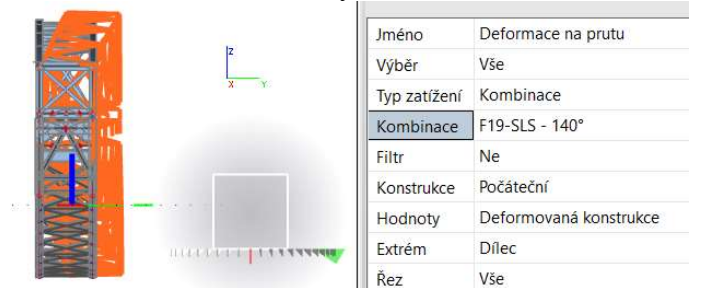 Z
X
Y
Jméno Deformace na prutu
Výběr Vše
Typ zatížení Kombinace
Kombinace F19-SLS - 140°
Filtr Ne
Konstrukce Počáteční
Hodnoty Deformovaná konstrukce
Extrém Dílec
Řez Vše